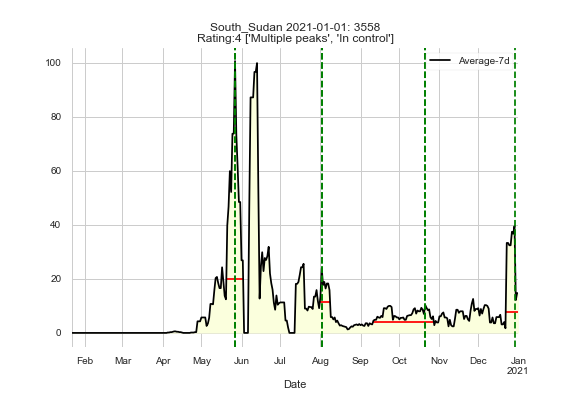 South_Sudan 2021-01-01: 3558
Rating:4 ['Multiple peaks', 'In control']
Average-7d
100
80
60
40
20
0
Feb Mar Apr May Jun Jul Aug Sep Oct Nov Dec Jan
2021
Date